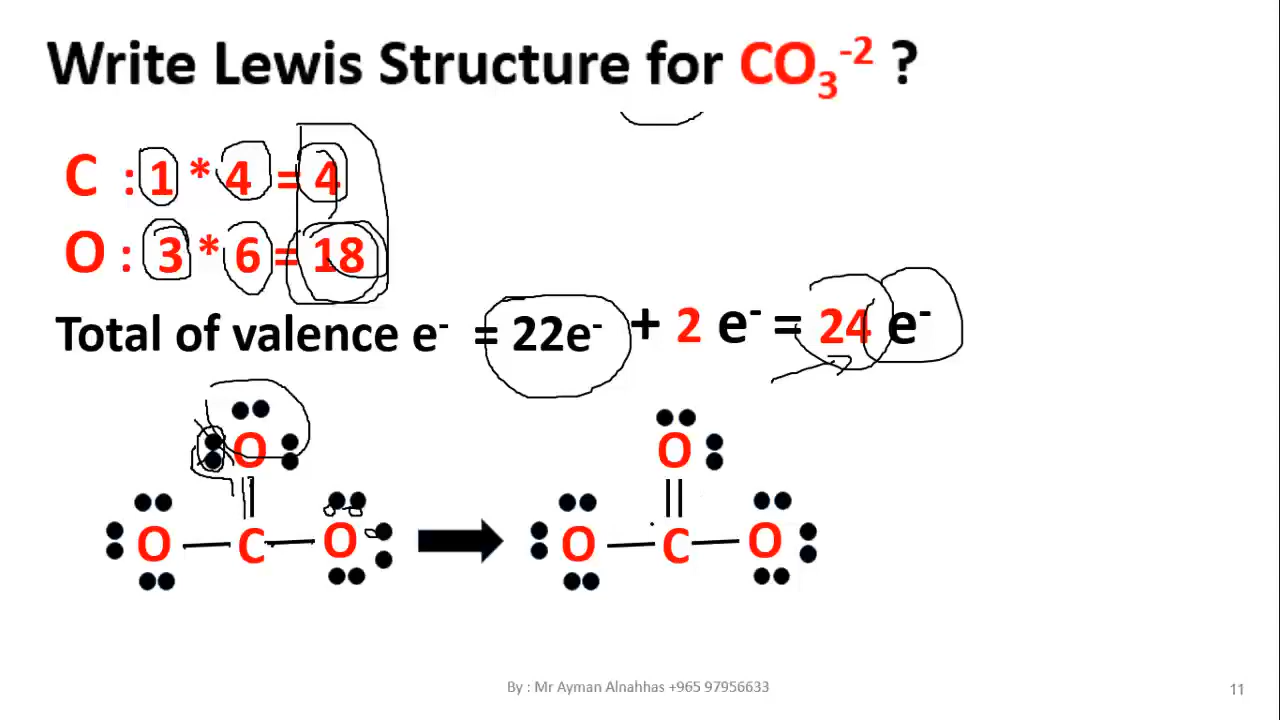 Write Lewis Structure for CO₃⁻² ?
C : 1 * 4 = 4
O : 3 * 6 = 18
Total of valence e⁻ = 22e⁻ + 2 e⁻ = 24 e⁻
O O
O C O O C O
By : Mr Ayman Alnahhas +965 97956633
11